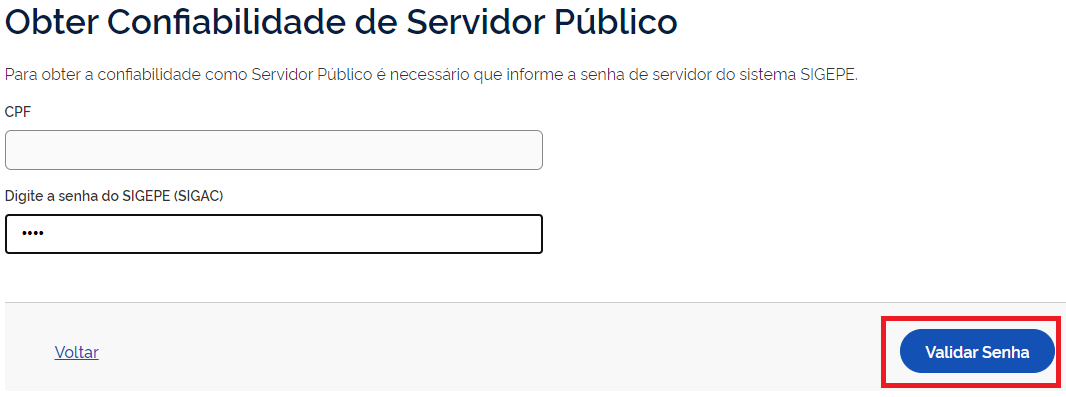 Obter Confiabilidade de Servidor Público
Para obter a confiabilidade como Servidor Público é necessário que informe a senha de servidor do sistema SIGEPE.
CPF
Digite a senha do SIGEPE (SIGAC)
••••
Voltar
Validar Senha